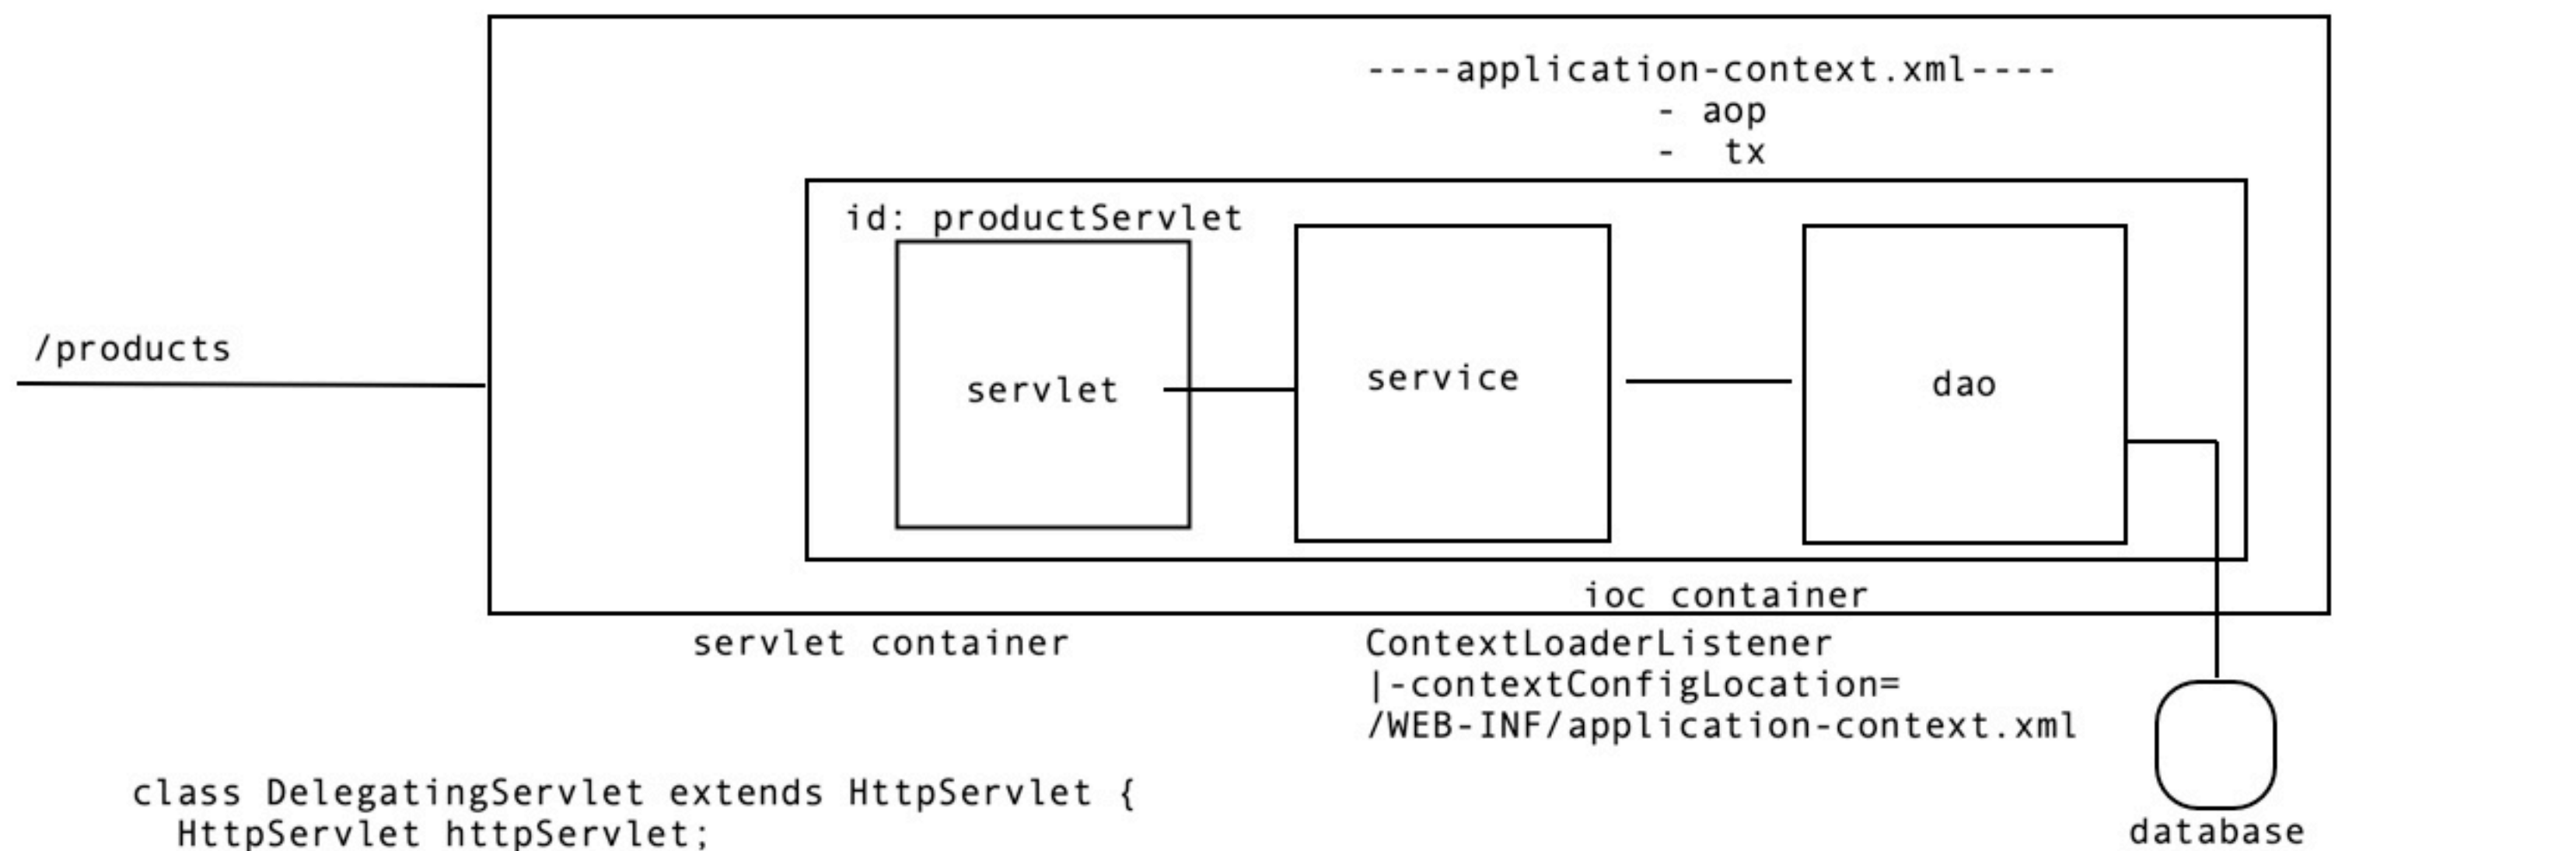 ----application-context.xml----
- aop
- tx
id: productServlet
/products
servlet
service
dao
ioc container
servlet container
ContextLoaderListener
|-contextConfigLocation=
/WEB-INF/application-context.xml
class DelegatingServlet extends HttpServlet {
HttpServlet httpServlet;
database